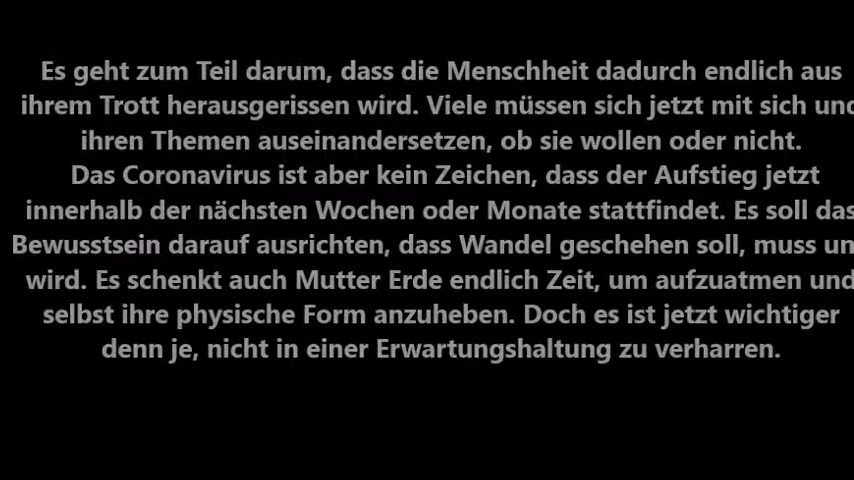 Es geht zum Teil darum, dass die Menschheit dadurch endlich aus
ihrem Trott herausgerissen wird. Viele müssen sich jetzt mit sich und
ihren Themen auseinandersetzen, ob sie wollen oder nicht.
Das Coronavirus ist aber kein Zeichen, dass der Aufstieg jetzt
innerhalb der nächsten Wochen oder Monate stattfindet. Es soll das
Bewusstsein darauf ausrichten, dass Wandel geschehen soll, muss un
wird. Es schenkt auch Mutter Erde endlich Zeit, um aufzuatmen und
selbst ihre physische Form anzuheben. Doch es ist jetzt wichtiger
denn je, nicht in einer Erwartungshaltung zu verharren.